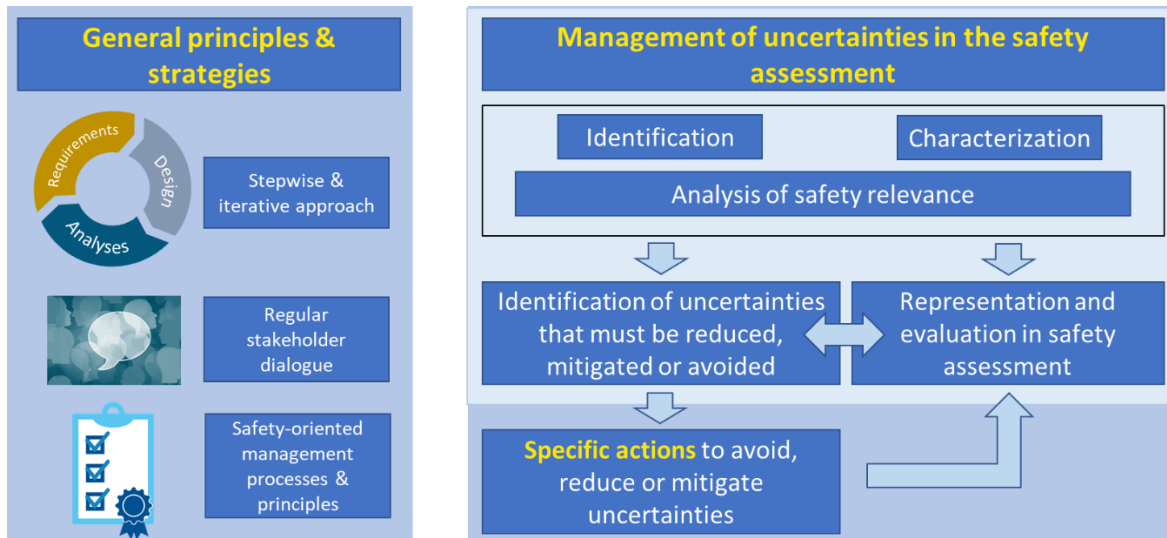 General principles &
strategies
Requirements
Design
Analyses
Stepwise &
iterative approach
Regular
stakeholder
dialogue
Safety-oriented
management
processes &
principles
Management of uncertainties in the safety
assessment
Identification
Characterization
Analysis of safety relevance
Identification of uncertainties
that must be reduced,
mitigated or avoided
Representation and
evaluation in safety
assessment
Specific actions to avoid,
reduce or mitigate
uncertainties